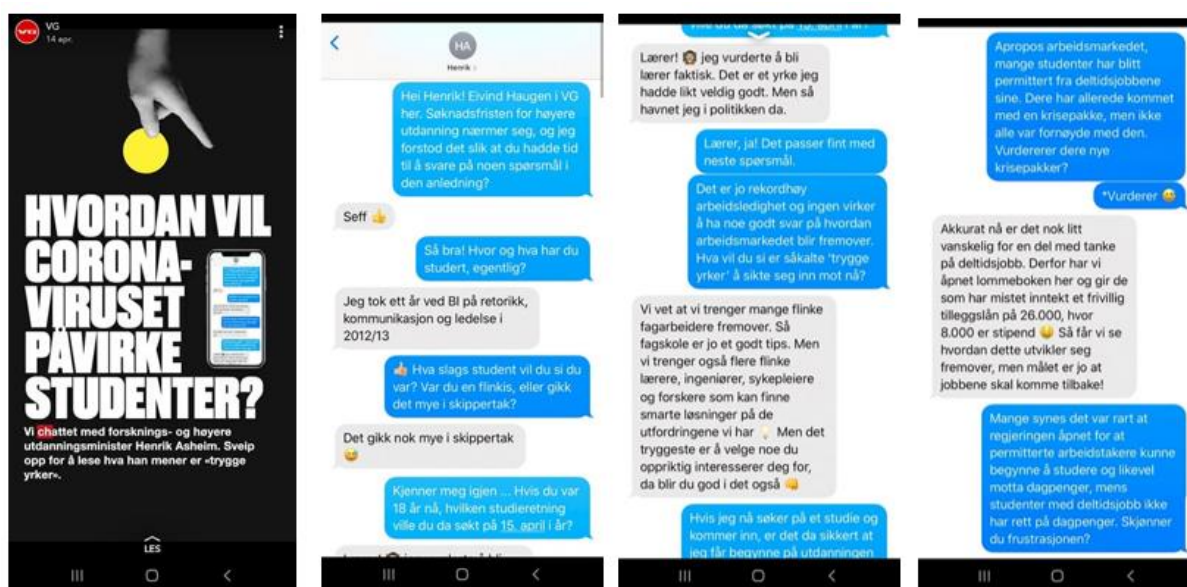 VG
14 apr.
HVORDAN VIL
CORONA-
VIRUSET
PÅVIRKE
STUDENTER?
Vi chattet med forsknings- og høyere
utdanningsminister Henrik Asheim. Sveip
opp for å lese hva han mener er «trygge
yrker».
LES
HA
Henrik
Hei Henrik! Eivind Haugen i VG
her. Søknadsfristen for høyere
utdanning nærmer seg, og jeg
forstod det slik at du hadde tid
til å svare på noen spørsmål i
den anledning?
Seff 👍
Så bra! Hvor og hva har du
studert, egentlig?
Jeg tok ett år ved BI på retorikk,
kommunikasjon og ledelse i
2012/13
👍🏻 Hva slags student vil du si du
var? Var du en flinkis, eller gikk
det mye i skippertak?
Det gikk nok mye i skippertak
😅
Kjenner meg igjen ... Hvis du var
18 år nå, hvilken studieretning
ville du da søkt på 15. april i år?
ville du da søkt på 15. april i år?
Lærer! 👩🏽‍🏫 jeg vurderte å bli
lærer faktisk. Det er et yrke jeg
hadde likt veldig godt. Men så
havnet jeg i politikken da.
Lærer, ja! Det passer fint med
neste spørsmål.
Det er jo rekordhøy
arbeidsledighet og ingen virker
å ha noe godt svar på hvordan
arbeidsmarkedet blir fremover.
Hva vil du si er såkalte 'trygge
yrker' å sikte seg inn mot nå?
Vi vet at vi trenger mange flinke
fagarbeidere fremover. Så
fagskole er jo et godt tips. Men
vi trenger også flere flinke
lærere, ingeniører, sykepleiere
og forskere som kan finne
smarte løsninger på de
utfordringene vi har 💡 Men det
tryggeste er å velge noe du
oppriktig interesserer deg for,
da blir du god i det også 👊
Hvis jeg nå søker på et studie og
kommer inn, er det da sikkert at
jeg får begynne på utdanningen
Apropos arbeidsmarkedet,
mange studenter har blitt
permittert fra deltidsjobbene
sine. Dere har allerede kommet
med en krisepakke, men ikke
alle var fornøyde med den.
Vurdererer dere nye
krisepakker?
*Vurderer 😅
Akkurat nå er det nok litt
vanskelig for en del med tanke
på deltidsjobb. Derfor har vi
åpnet lommeboken her og gir de
som har mistet inntekt et frivillig
tilleggslån på 26.000, hvor
8.000 er stipend 😀 Så får vi se
hvordan dette utvikler seg
fremover, men målet er jo at
jobbene skal komme tilbake!
Mange synes det var rart at
regjeringen åpnet for at
permitterte arbeidstakere kunne
begynne å studere og likevel
motta dagpenger, mens
studenter med deltidsjobb ikke
har rett på dagpenger. Skjønner
du frustrasjonen?